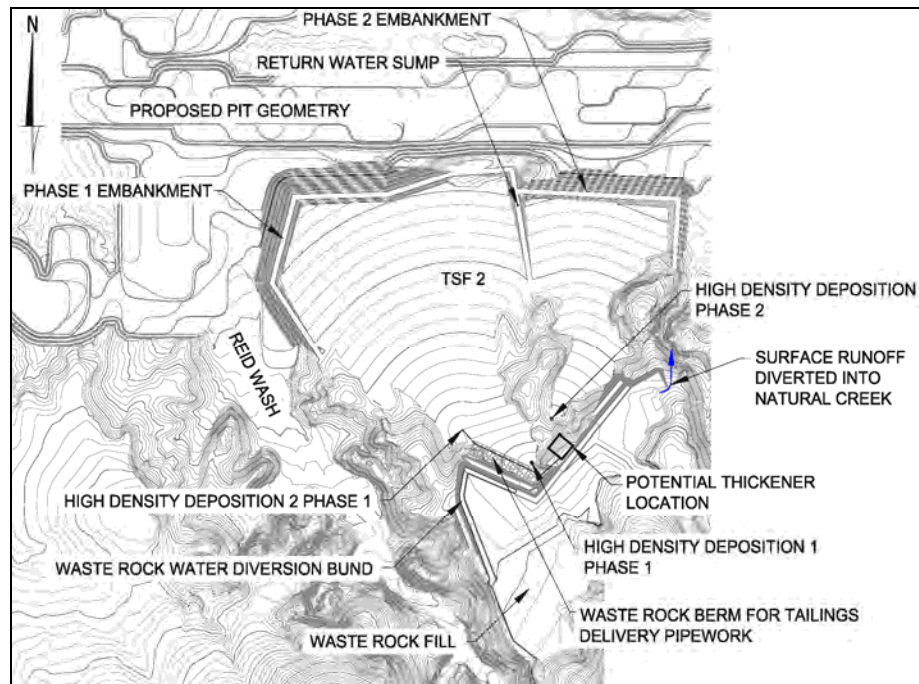 PHASE 2 EMBANKMENT
N
RETURN WATER SUMP
PROPOSED PIT GEOMETRY
PHASE 1 EMBANKMENT
TSF 2
HIGH DENSITY DEPOSITION
PHASE 2
REID WASH
SURFACE RUNOFF
DIVERTED INTO
NATURAL CREEK
HIGH DENSITY DEPOSITION 2 PHASE 1
POTENTIAL THICKENER
LOCATION
WASTE ROCK WATER DIVERSION BUND
HIGH DENSITY DEPOSITION 1
PHASE 1
WASTE ROCK FILL
WASTE ROCK BERM FOR TAILINGS
DELIVERY PIPEWORK